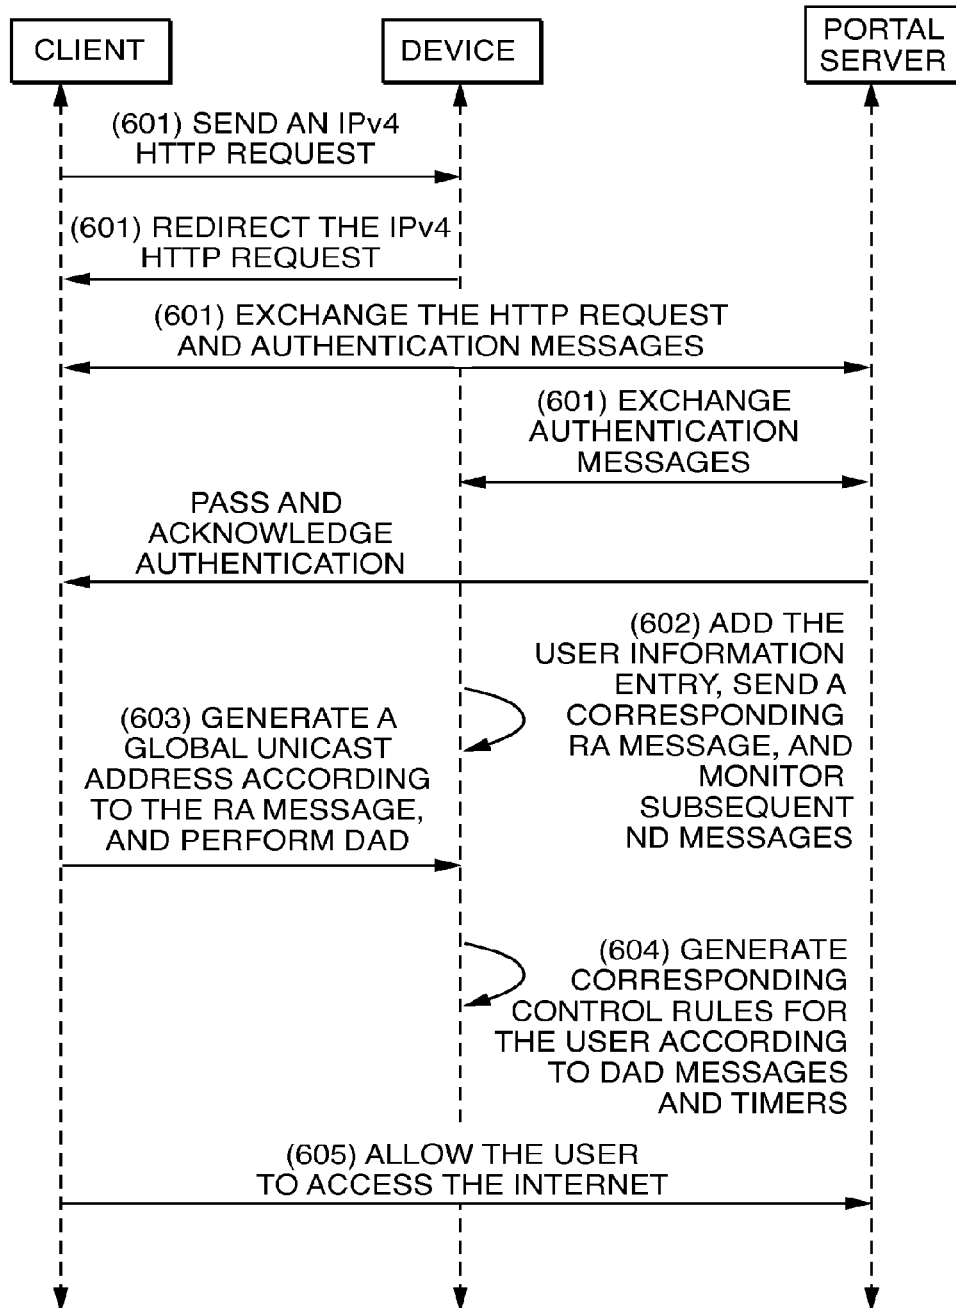 CLIENT
DEVICE
PORTAL
SERVER
(601) SEND AN IPv4
HTTP REQUEST
(601) REDIRECT THE IPv4
HTTP REQUEST
(601) EXCHANGE THE HTTP REQUEST
AND AUTHENTICATION MESSAGES
(601) EXCHANGE
AUTHENTICATION
MESSAGES
PASS AND
ACKNOWLEDGE
AUTHENTICATION
(602) ADD THE
USER INFORMATION
ENTRY, SEND A
CORRESPONDING
RA MESSAGE, AND
MONITOR
SUBSEQUENT
ND MESSAGES
(603) GENERATE A
GLOBAL UNICAST
ADDRESS ACCORDING
TO THE RA MESSAGE,
AND PERFORM DAD
(604) GENERATE
CORRESPONDING
CONTROL RULES FOR
THE USER ACCORDING
TO DAD MESSAGES
AND TIMERS
(605) ALLOW THE USER
TO ACCESS THE INTERNET